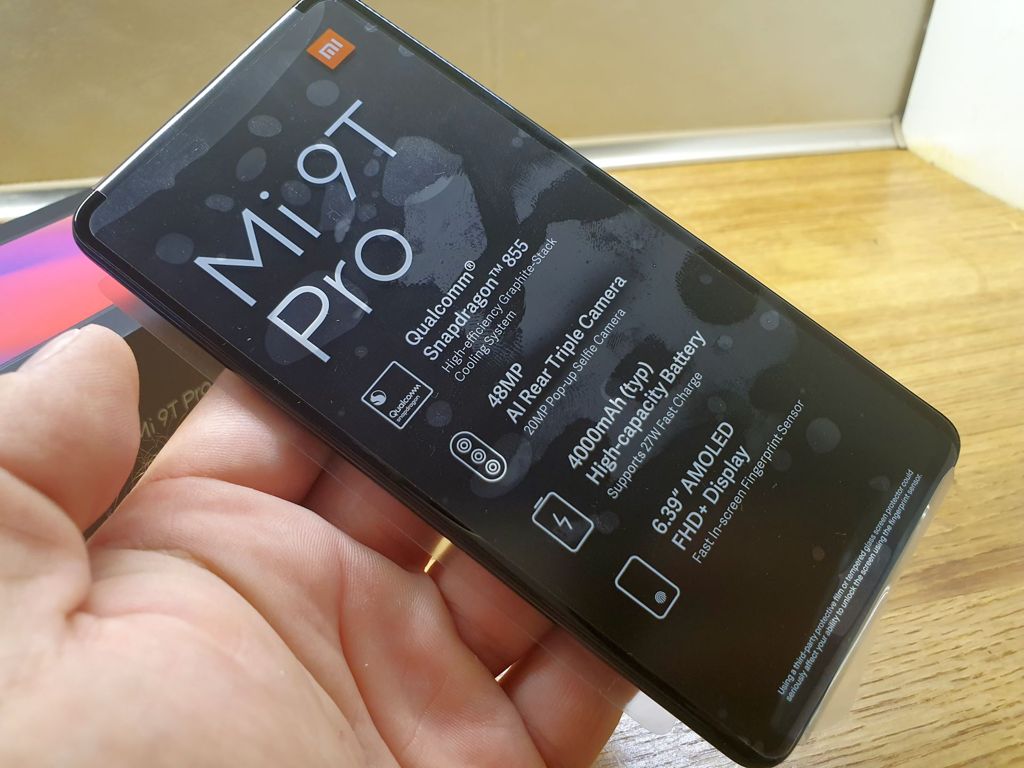 mi
Mi 9T
Pro
Qualcomm®
Snapdragon™ 855
High-efficiency Graphite-Stack
Cooling System
Qualcomm
snapdragon
48MP
AI Rear Triple Camera
20MP Pop-up Selfie Camera
4000mAh (typ)
High-capacity Battery
Supports 27W Fast Charge
6.39″ AMOLED
FHD+ Display
Fast In-screen Fingerprint Sensor
Using a third-party protective film or tempered glass screen protector could
seriously affect your ability to unlock the screen using the fingerprint sensor.
Mi 9T Pro